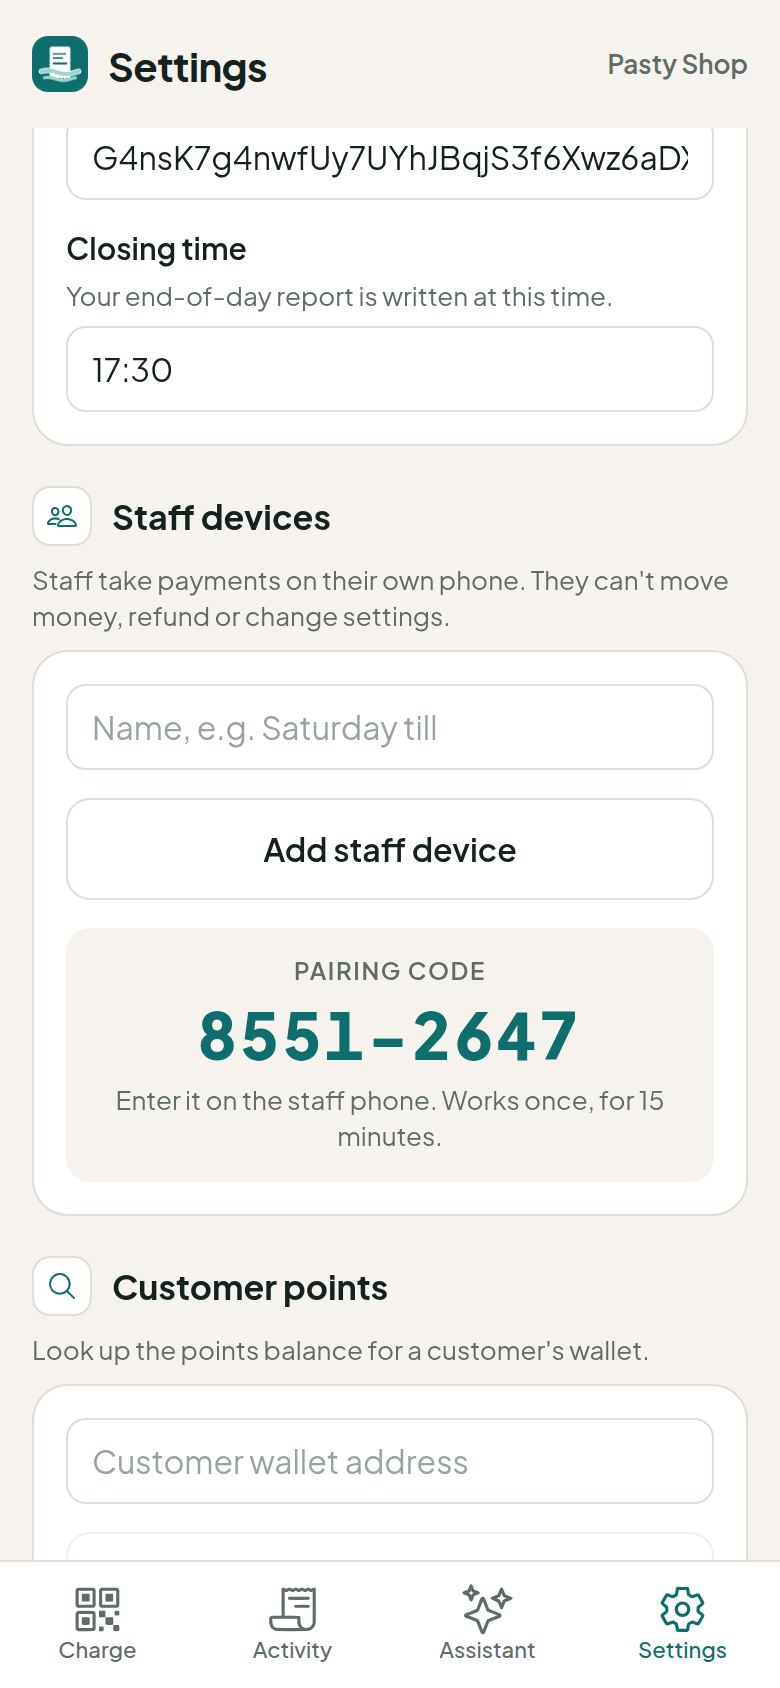 Settings
Pasty Shop
G4nsK7g4nwfUy7UYhJBqjS3f6Xwz6aDX
Closing time
Your end-of-day report is written at this time.
17:30
Staff devices
Staff take payments on their own phone. They can't move
money, refund or change settings.
Name, e.g. Saturday till
Add staff device
PAIRING CODE
8551-2647
Enter it on the staff phone. Works once, for 15
minutes.
Customer points
Look up the points balance for a customer's wallet.
Customer wallet address
Charge
Activity
Assistant
Settings